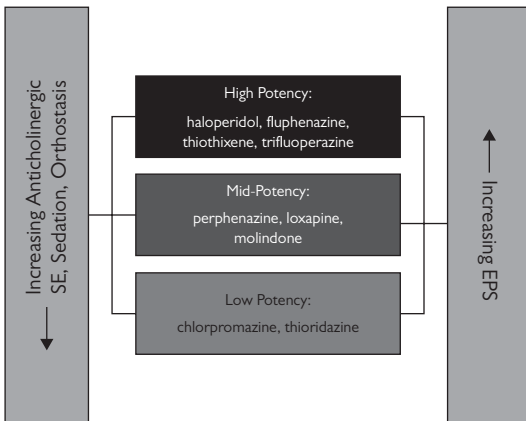 Increasing Anticholinergic
SE, Sedation, Orthostasis
High Potency:
haloperidol, fluphenazine,
thiothixene, trifluoperazine
Mid-Potency:
perphenazine, loxapine,
molindone
Low Potency:
chlorpromazine, thioridazine
Increasing EPS